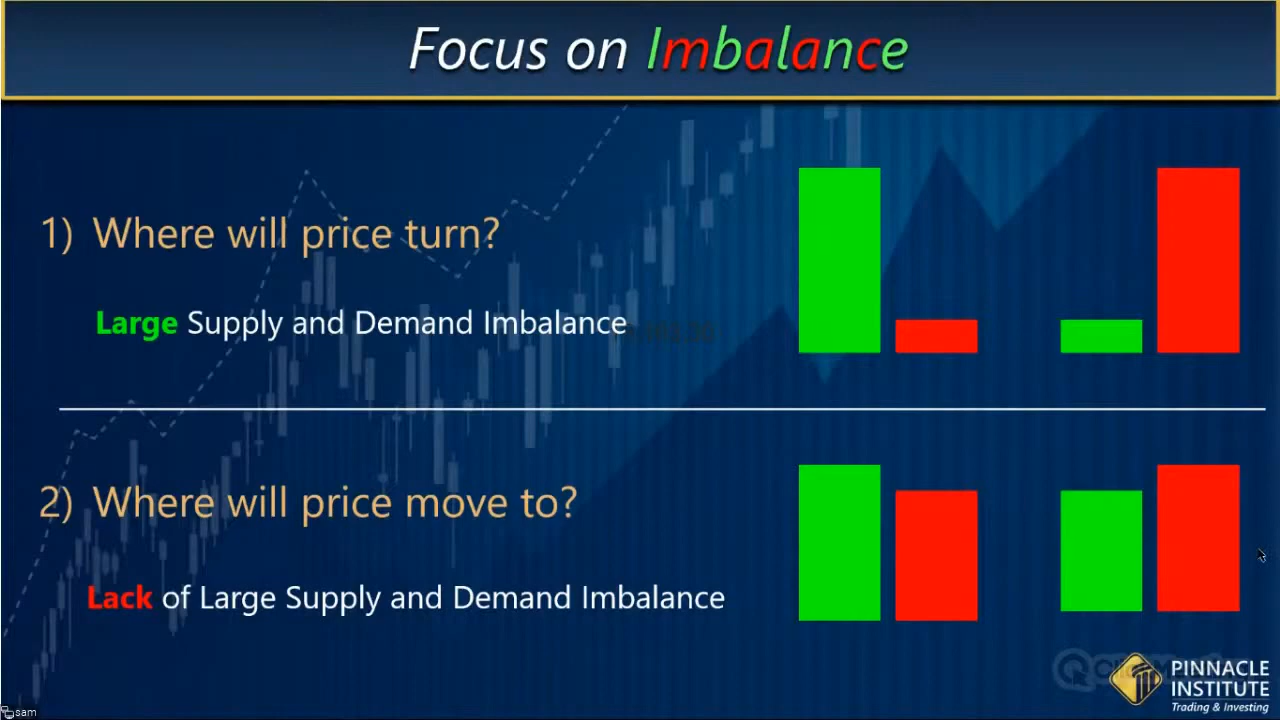 Focus on Imbalance
1) Where will price turn?
Large Supply and Demand Imbalance
2) Where will price move to?
Lack of Large Supply and Demand Imbalance
PINNACLE
INSTITUTE
Trading & Investing
sam